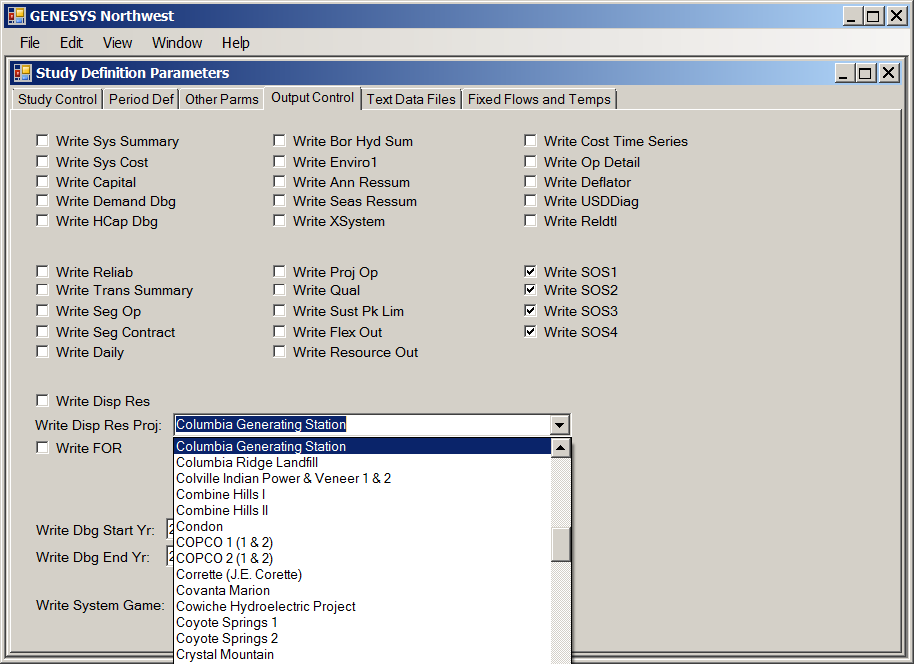 GENESYS Northwest
File Edit View Window Help
Study Definition Parameters
Study Control Period Def Other Parms Output Control Text Data Files Fixed Flows and Temps
Write Sys Summary Write Bor Hyd Sum Write Cost Time Series
Write Sys Cost Write Enviro1 Write Op Detail
Write Capital Write Ann Ressum Write Deflator
Write Demand Dbg Write Seas Ressum Write USDDiag
Write HCap Dbg Write XSystem Write Reldtl
Write Reliab Write Proj Op Write SOS1
Write Trans Summary Write Qual Write SOS2
Write Seg Op Write Sust Pk Lim Write SOS3
Write Seg Contract Write Flex Out Write SOS4
Write Daily Write Resource Out
Write Disp Res
Write Disp Res Proj: Columbia Generating Station
Write FOR Columbia Generating Station
Columbia Ridge Landfill
Colville Indian Power & Veneer 1 & 2
Combine Hills I
Combine Hills II
Write Dbg Start Yr: 2 Condon
COPCO 1 (1 & 2)
Write Dbg End Yr: 2 COPCO 2 (1 & 2)
Corrette (J.E. Corette)
Covanta Marion
Write System Game: Cowiche Hydroelectric Project
Coyote Springs 1
Coyote Springs 2
Crystal Mountain